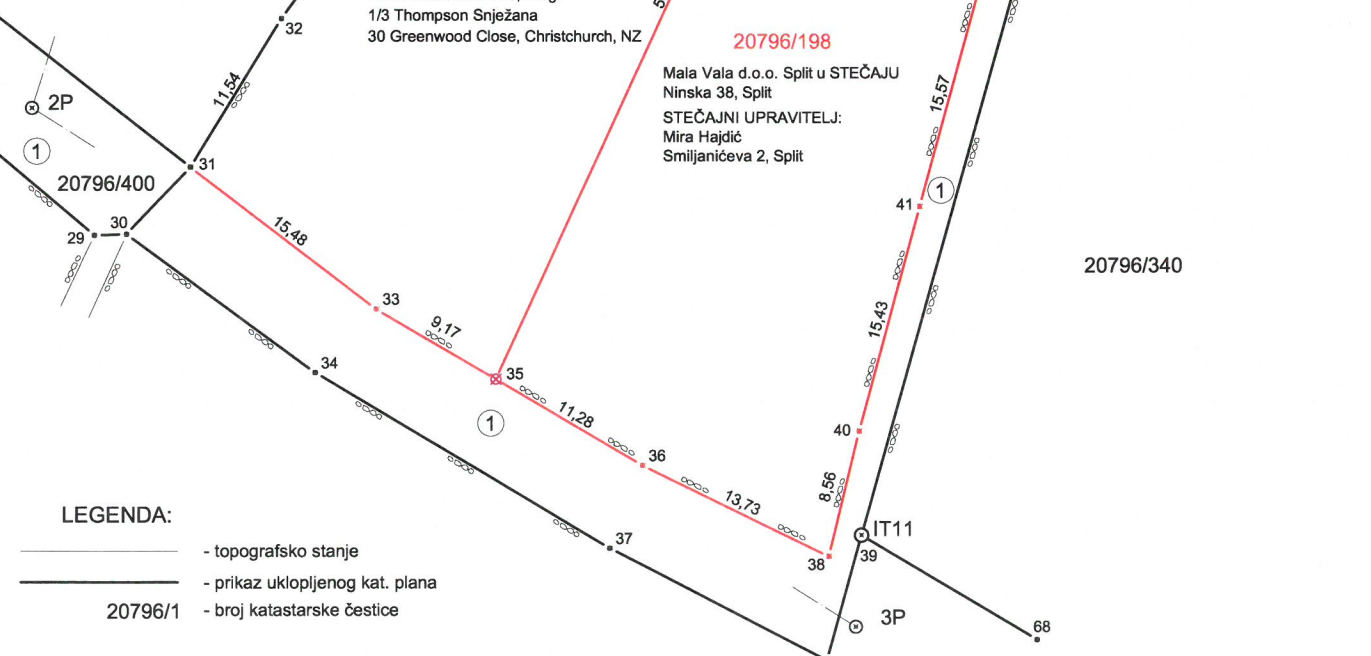 1/3 Thompson Snježana
30 Greenwood Close, Christchurch, NZ
32
11,54
2P
1
20796/400
31
29
30
15,48
33
9,17
34
35
1
11,28
36
13,73
37
38
20796/198
Mala Vala d.o.o. Split u STEČAJU
Ninska 38, Split
STEČAJNI UPRAVITELJ:
Mira Hajdić
Smiljanićeva 2, Split
15,57
41
1
15,43
40
8,56
IT11
39
3P
68
20796/340
LEGENDA:
- topografsko stanje
- prikaz uklopljenog kat. plana
20796/1 - broj katastarske čestice